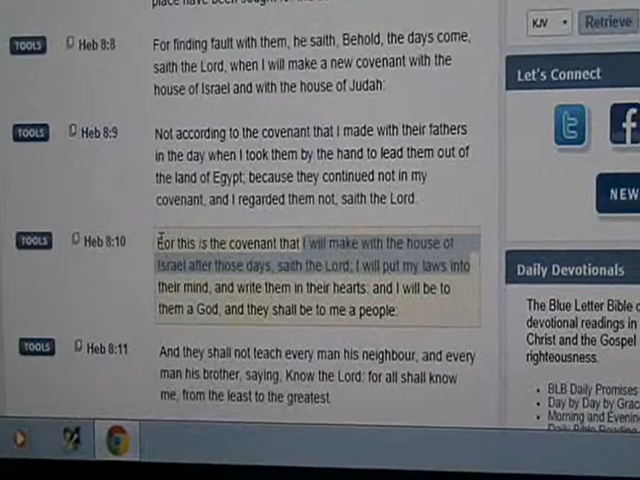 KJV
Retrieve
TOOLS
Heb 8:8
For finding fault with them, he saith, Behold, the days come,
saith the Lord, when I will make a new covenant with the
house of Israel and with the house of Judah:
TOOLS
Heb 8:9
Not according to the covenant that I made with their fathers
in the day when I took them by the hand to lead them out of
the land of Egypt; because they continued not in my
covenant, and I regarded them not, saith the Lord.
TOOLS
Heb 8:10
For this is the covenant that I will make with the house of
Israel after those days, saith the Lord; I will put my laws into
their mind, and write them in their hearts: and I will be to
them a God, and they shall be to me a people:
TOOLS
Heb 8:11
And they shall not teach every man his neighbour, and every
man his brother, saying, Know the Lord: for all shall know
me, from the least to the greatest.
Let's Connect
NEW
Daily Devotionals
The Blue Letter Bible
devotional readings in
Christ and the Gospel
righteousness.
BLB Daily Promises
Day by Day by Grac
Morning and Evenin